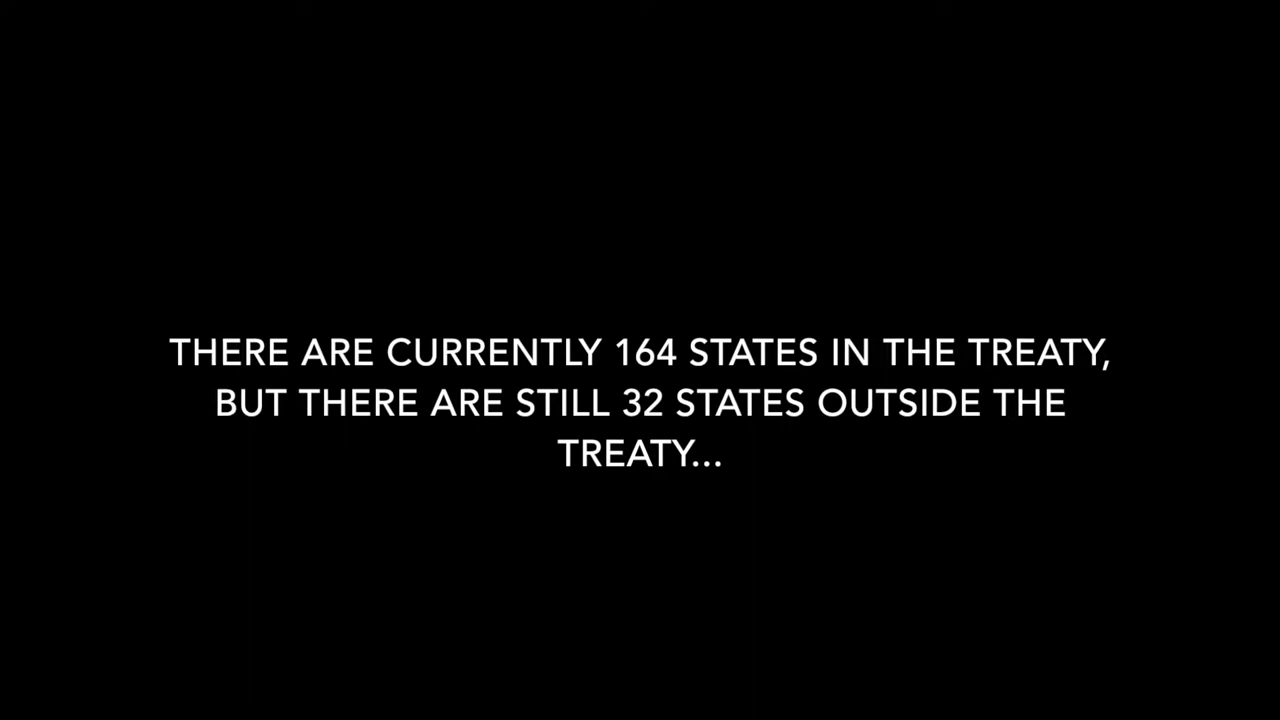 THERE ARE CURRENTLY 164 STATES IN THE TREATY,
BUT THERE ARE STILL 32 STATES OUTSIDE THE
TREATY...